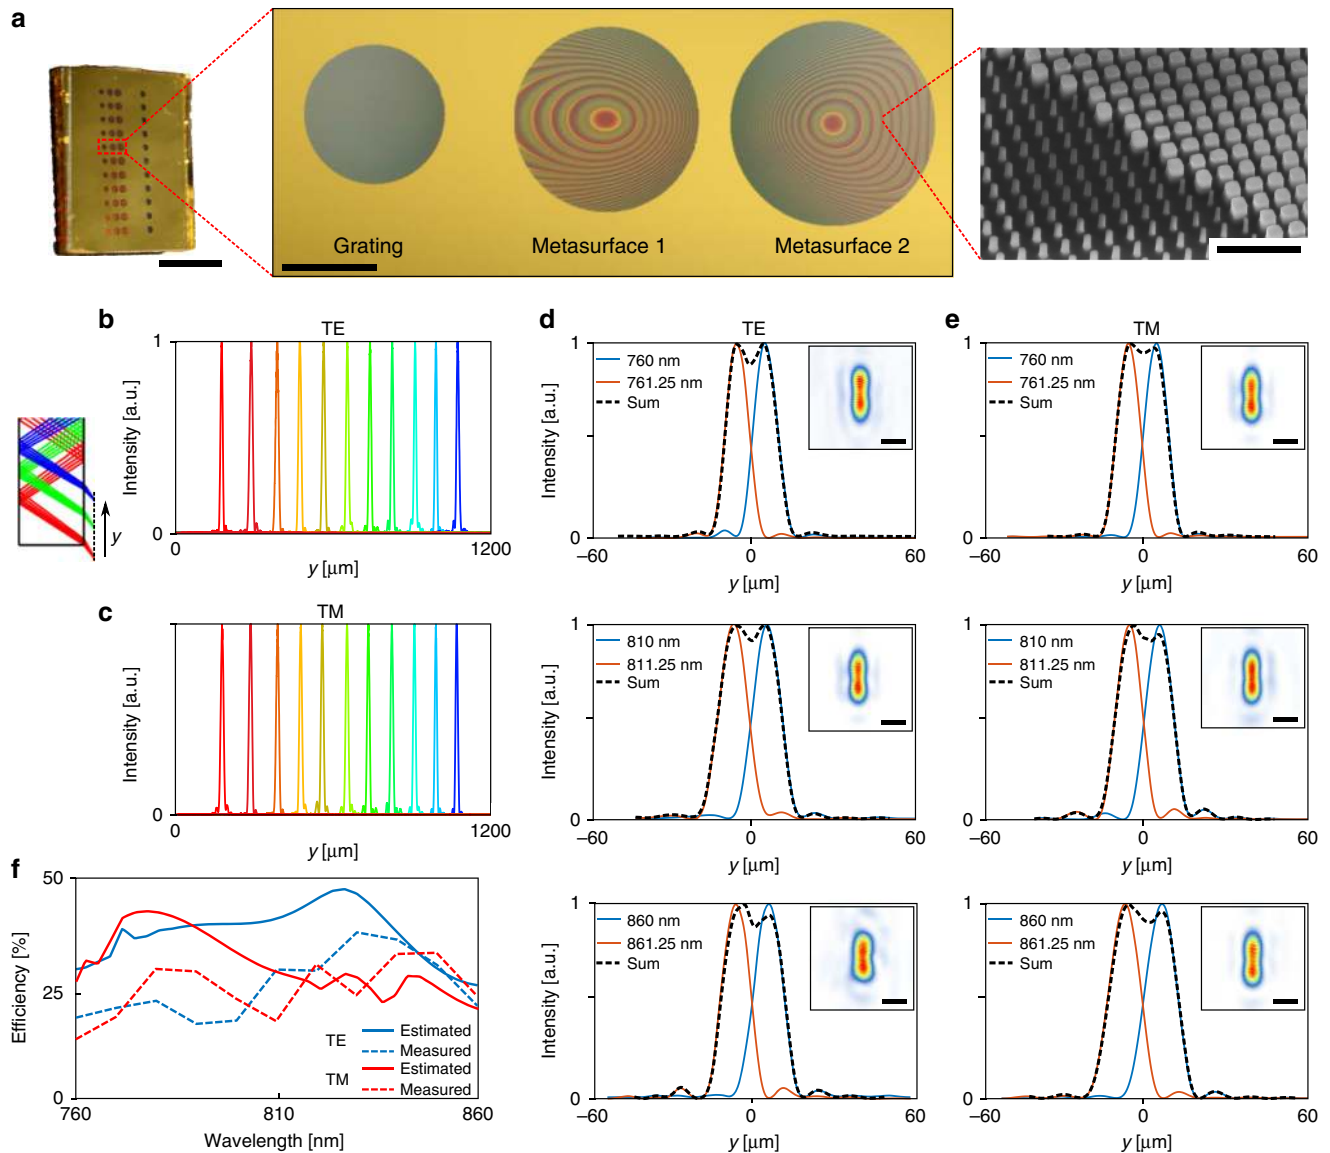 a
Grating
Metasurface 1
Metasurface 2
b
TE
1
Intensity [a.u.]
0
0
1200
y [μm]
y
c
TM
Intensity [a.u.]
0
0
1200
y [μm]
d
TE
1
760 nm
761.25 nm
Sum
Intensity [a.u.]
0
−60
0
60
y [μm]
1
810 nm
811.25 nm
Sum
Intensity [a.u.]
0
−60
0
60
y [μm]
1
860 nm
861.25 nm
Sum
Intensity [a.u.]
0
−60
0
60
y [μm]
e
TM
1
760 nm
761.25 nm
Sum
0
−60
0
60
y [μm]
1
810 nm
811.25 nm
Sum
0
−60
0
60
y [μm]
1
860 nm
861.25 nm
Sum
0
−60
0
60
y [μm]
f
50
25
0
Efficiency [%]
TE
Estimated
Measured
TM
Estimated
Measured
760
810
860
Wavelength [nm]